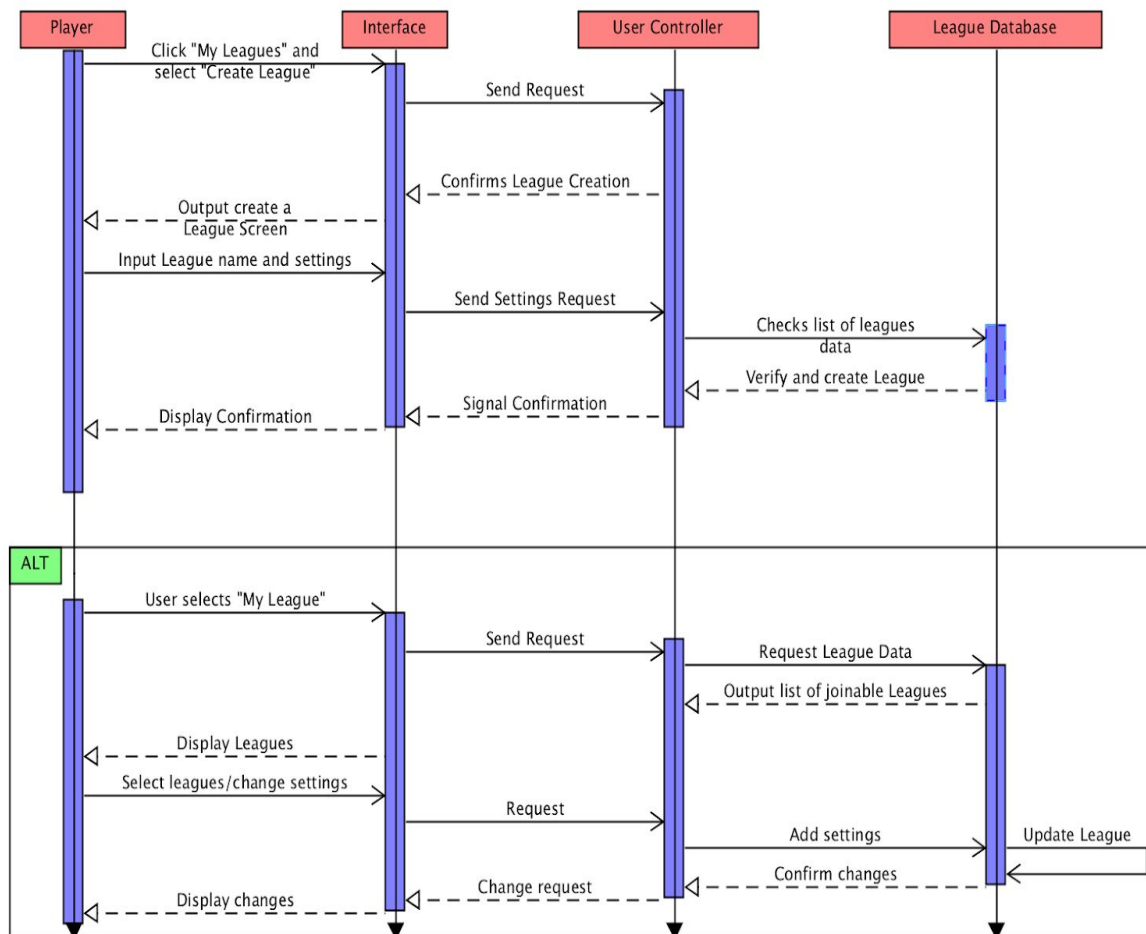 Player
Interface
User Controller
League Database
Click "My Leagues" and
select "Create League"
Send Request
Confirms League Creation
Output create a
League Screen
Input League name and settings
Send Settings Request
Checks list of leagues
data
Verify and create League
Signal Confirmation
Display Confirmation
ALT
User selects "My League"
Send Request
Request League Data
Output list of joinable Leagues
Display Leagues
Select leagues/change settings
Request
Add settings
Update League
Confirm changes
Change request
Display changes